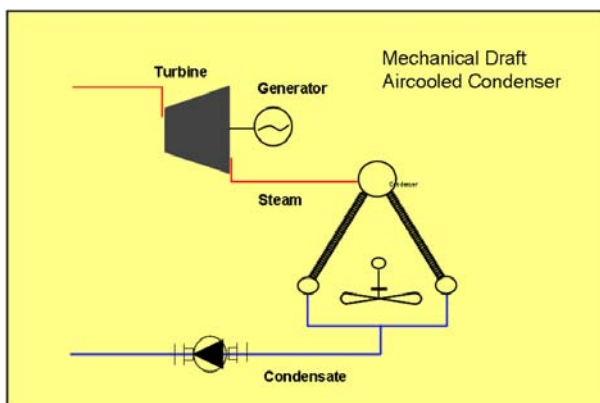 Mechanical Draft
Aircooled Condenser
Turbine
Generator
Condenser
Steam
Condensate